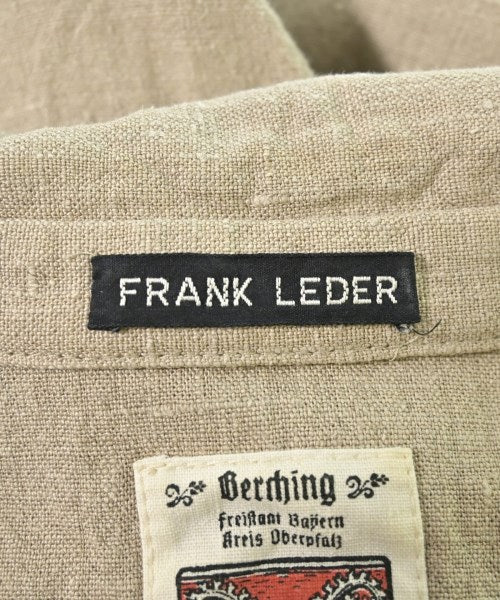 FRANK LEDER
Berching
Freistaat Bayern
Kreis Oberpfalz